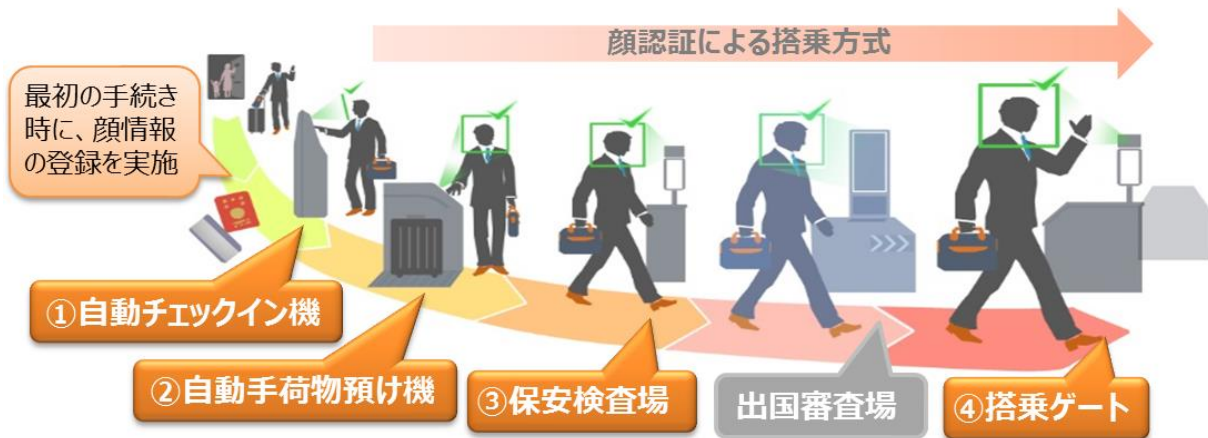 顔認証による搭乗方式
最初の手続き
時に、顔情報
の登録を実施
①自動チェックイン機
②自動手荷物預け機
③保安検査場
出国審査場
④搭乗ゲート